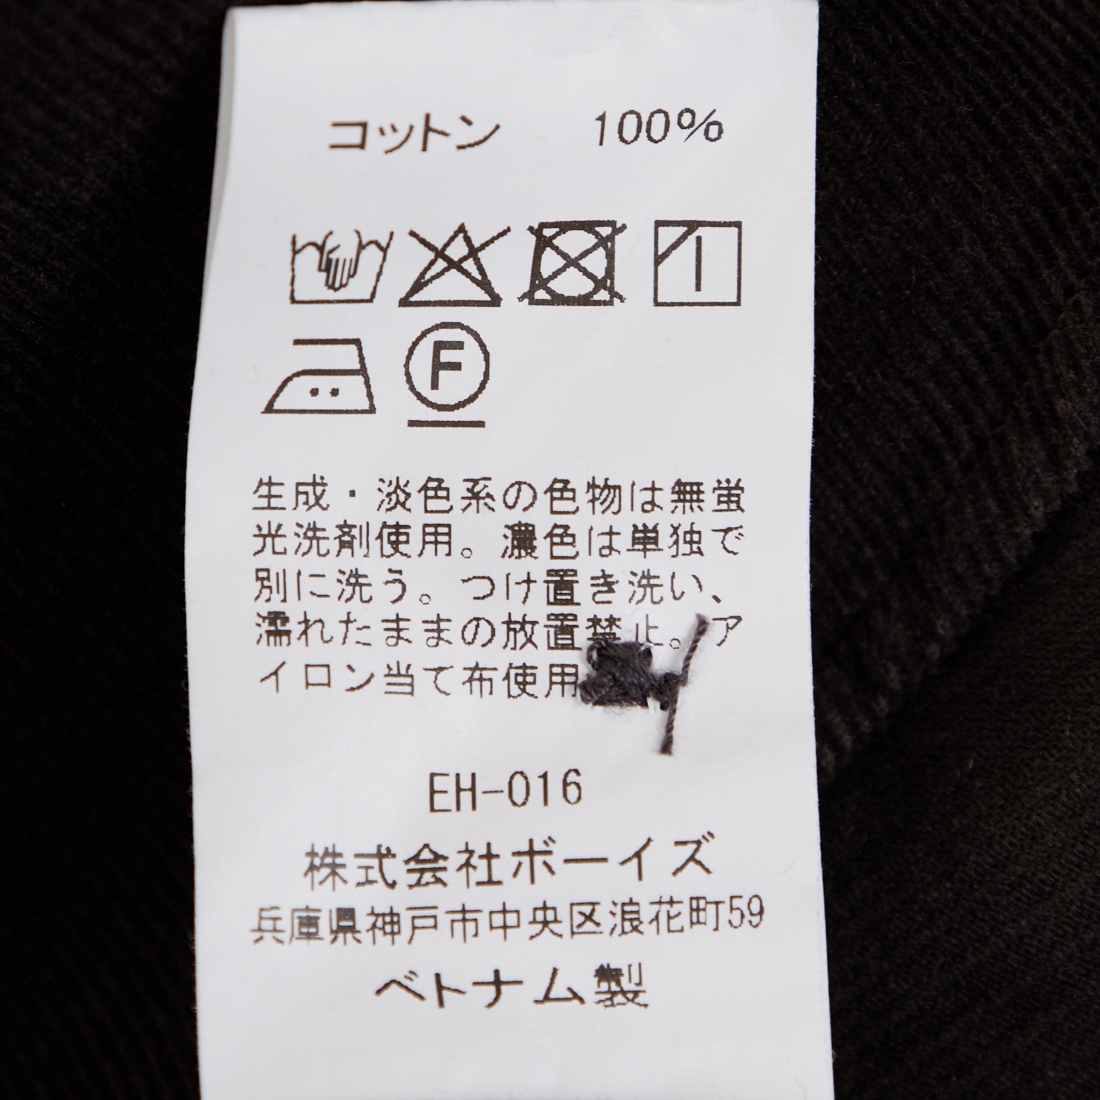 コットン 100%
F
生成・淡色系の色物は無蛍
光洗剤使用。濃色は単独で
別に洗う。つけ置き洗い、
濡れたままの放置禁止。ア
イロン当て布使用
EH-016
株式会社ボーイズ
兵庫県神戸市中央区浪花町59
ベトナム製